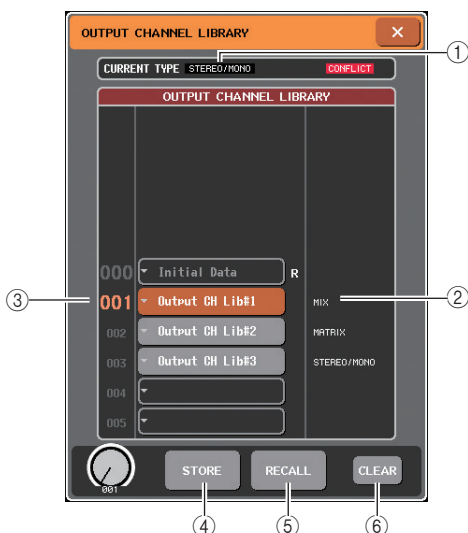 OUTPUT CHANNEL LIBRARY ×
①
CURRENT TYPE STEREO/MONO CONFLICT
OUTPUT CHANNEL LIBRARY
000 Initial Data R
③ 001 Output CH Lib#1 MIX ②
002 Output CH Lib#2 MATRIX
003 Output CH Lib#3 STEREO/MONO
004
005
001 STORE RECALL CLEAR
④ ⑤ ⑥